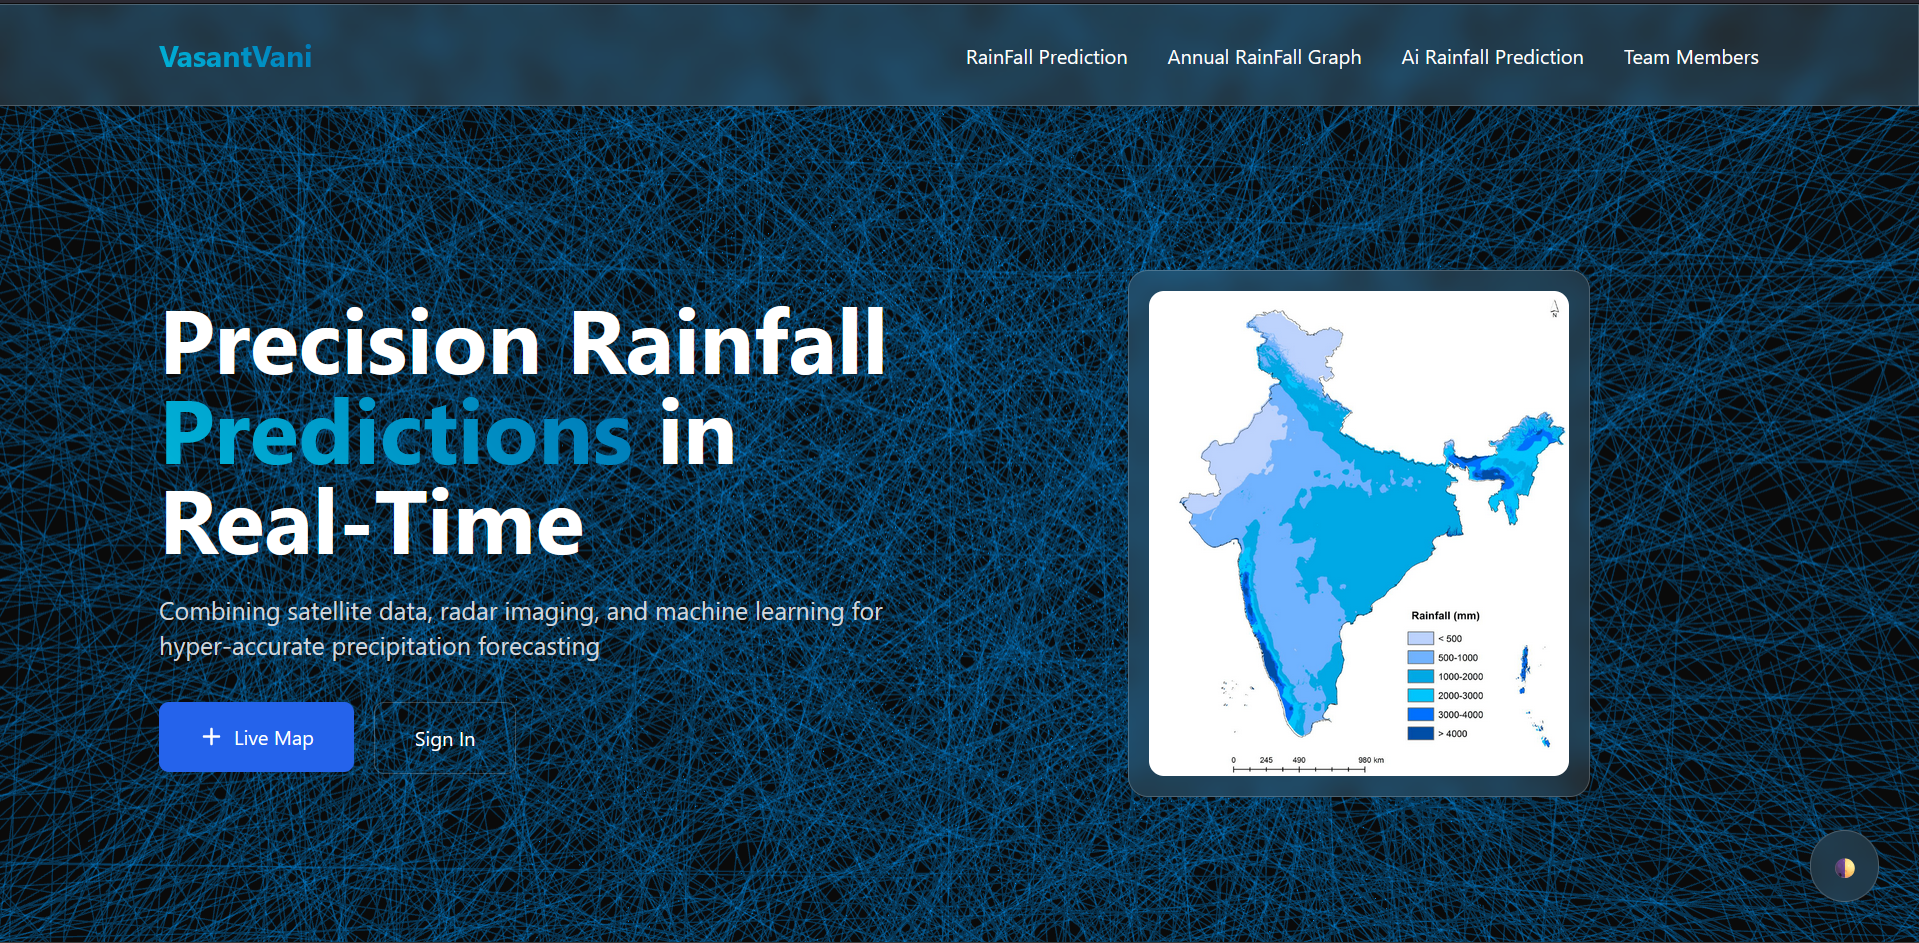 VasantVani
RainFall Prediction
Annual RainFall Graph
Ai Rainfall Prediction
Team Members
Precision Rainfall
Predictions in
Real-Time
Combining satellite data, radar imaging, and machine learning for
hyper-accurate precipitation forecasting
+ Live Map
Sign In
N
Rainfall (mm)
< 500
500-1000
1000-2000
2000-3000
3000-4000
> 4000
0 245 490 980 km